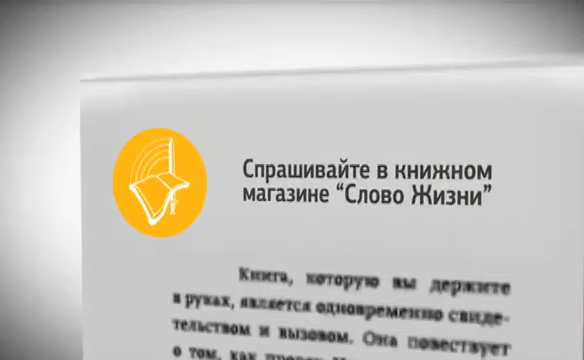 Спрашивайте в книжном
магазине “Слово Жизни”
Книга, которую вы держите
в руках, является одновременно свиде-
тельством и вызовом. Она повествует
о том, как пророк